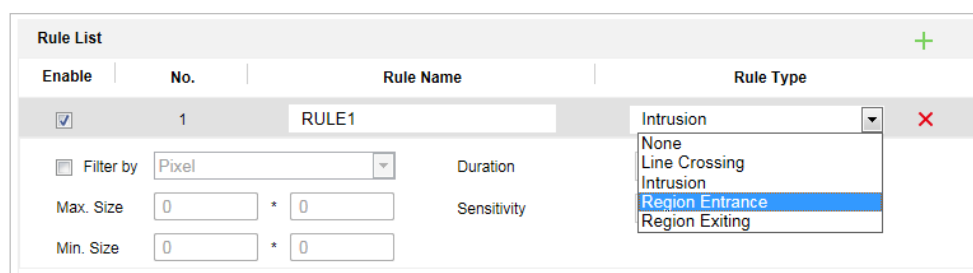 Rule List
Enable No. Rule Name Rule Type
1 RULE1 Intrusion
None
Filter by Pixel Duration Line Crossing
Intrusion
Max. Size 0 * 0 Sensitivity Region Entrance
Region Exiting
Min. Size 0 * 0